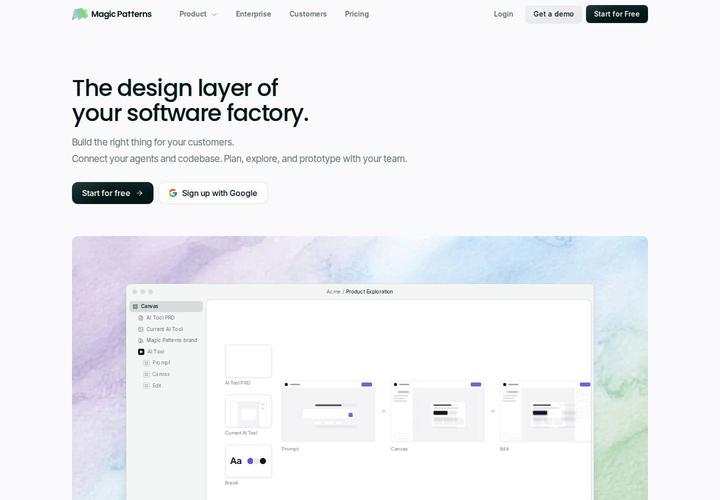 Magic Patterns
Product
Enterprise
Customers
Pricing
Login
Get a demo
Start for Free
The design layer of
your software factory.
Build the right thing for your customers.
Connect your agents and codebase. Plan, explore, and prototype with your team.
Start for free
Sign up with Google
Acme / Product Exploration
Canvas
AI Tool PRD
Current AI Tool
Magic Patterns brand
AI Tool
Prompt
Canvas
Edit
AI Tool PRD
Current AI Tool
Aa
Brand
Prompt
Canvas
Edit